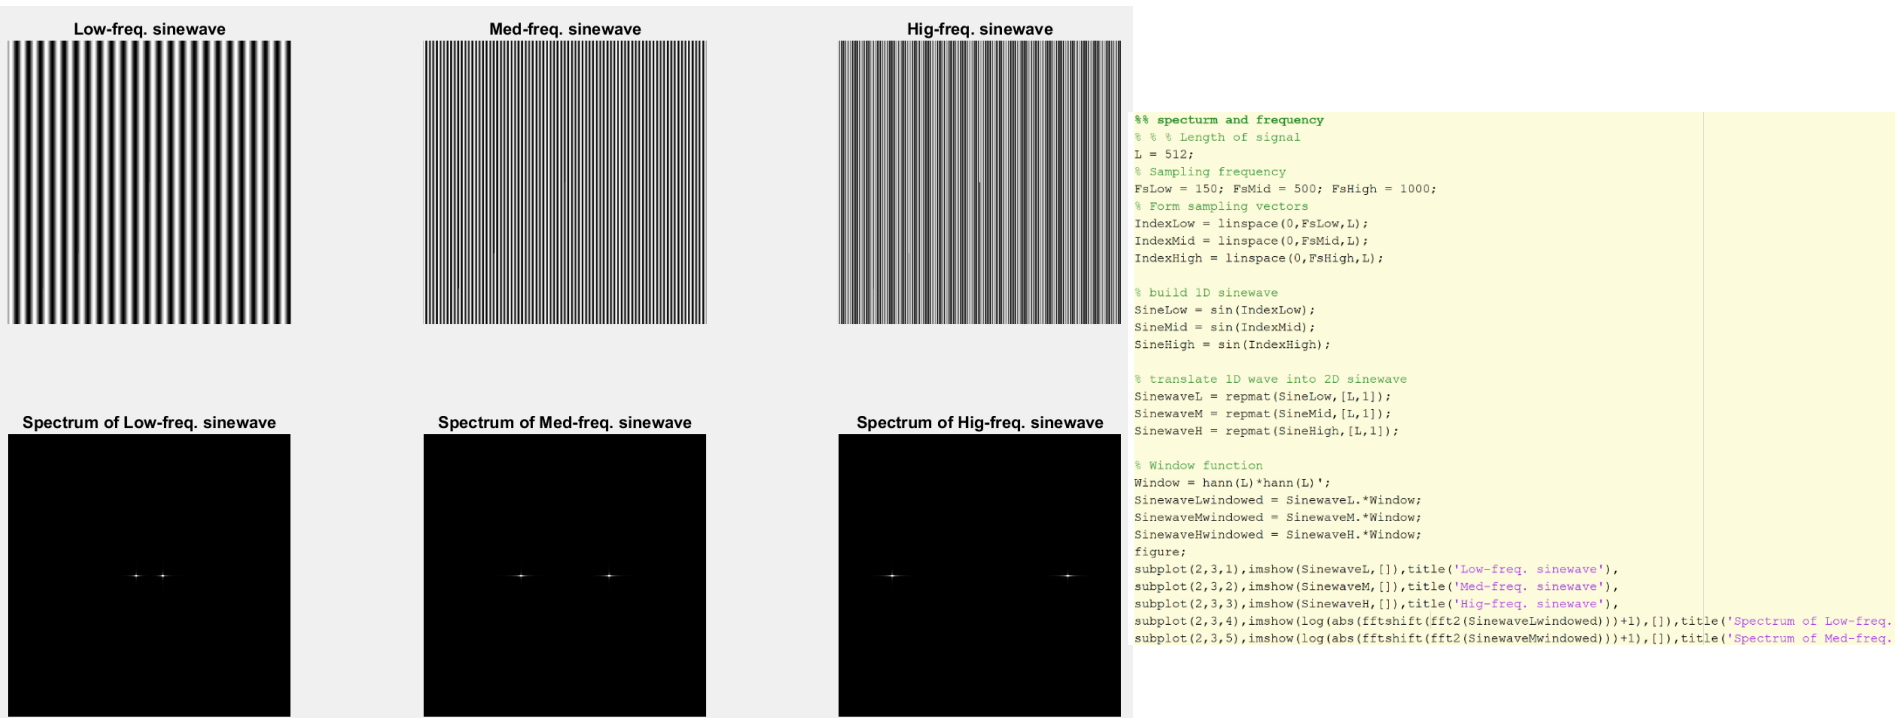 Low-freq. sinewave
Med-freq. sinewave
Hig-freq. sinewave
Spectrum of Low-freq. sinewave
Spectrum of Med-freq. sinewave
Spectrum of Hig-freq. sinewave
%% specturm and frequency
% % % Length of signal
L = 512;
% Sampling frequency
FsLow = 150; FsMid = 500; FsHigh = 1000;
% Form sampling vectors
IndexLow = linspace(0,FsLow,L);
IndexMid = linspace(0,FsMid,L);
IndexHigh = linspace(0,FsHigh,L);
% build 1D sinewave
SineLow = sin(IndexLow);
SineMid = sin(IndexMid);
SineHigh = sin(IndexHigh);
% translate 1D wave into 2D sinewave
SinewaveL = repmat(SineLow,[L,1]);
SinewaveM = repmat(SineMid,[L,1]);
SinewaveH = repmat(SineHigh,[L,1]);
% Window function
Window = hann(L)*hann(L)';
SinewaveLwindowed = SinewaveL.*Window;
SinewaveMwindowed = SinewaveM.*Window;
SinewaveHwindowed = SinewaveH.*Window;
figure;
subplot(2,3,1),imshow(SinewaveL,[]),title('Low-freq. sinewave'),
subplot(2,3,2),imshow(SinewaveM,[]),title('Med-freq. sinewave'),
subplot(2,3,3),imshow(SinewaveH,[]),title('Hig-freq. sinewave'),
subplot(2,3,4),imshow(log(abs(fftshift(fft2(SinewaveLwindowed)))+1),[]),title('Spectrum of Low-freq.
subplot(2,3,5),imshow(log(abs(fftshift(fft2(SinewaveMwindowed)))+1),[]),title('Spectrum of Med-freq.